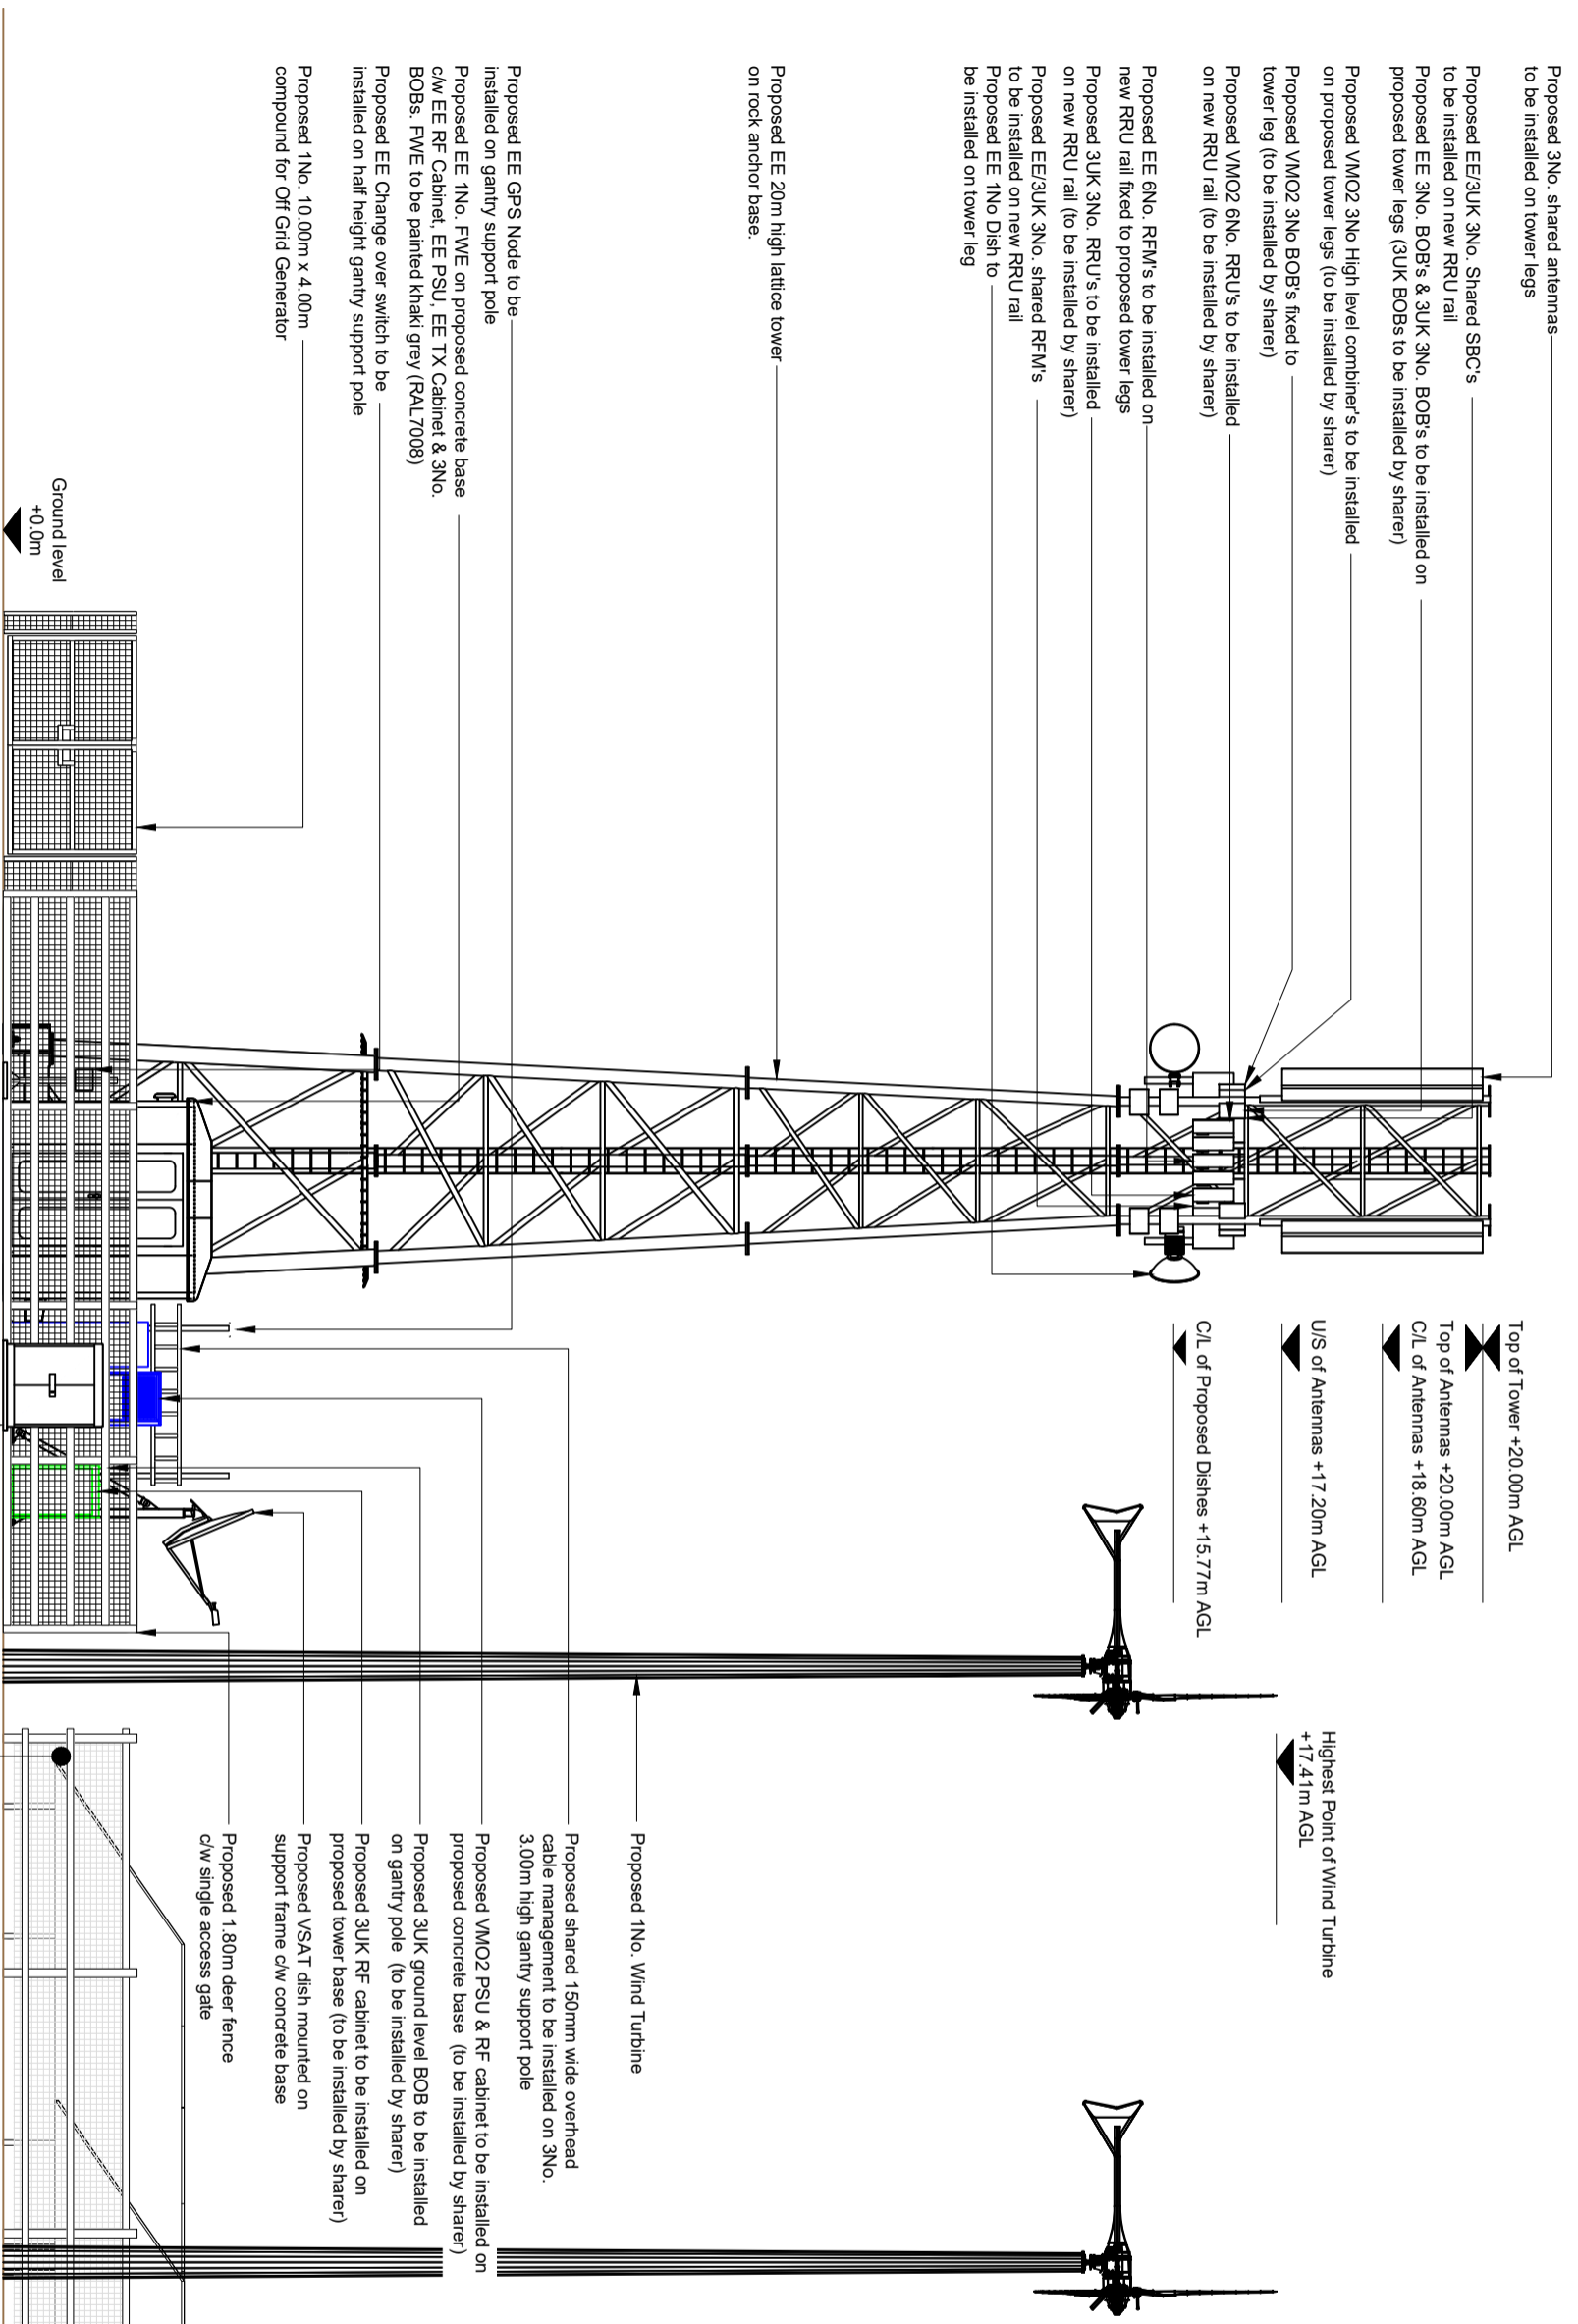 Proposed 3No. shared antennas
to be installed on tower legs
Proposed EE/3UK 3No. Shared SBC's
to be installed on new RRU rail
Proposed EE 3No. BOB's & 3UK 3No. BOB's to be installed on
proposed tower legs (3UK BOBs to be installed by sharer)
Proposed VMO2 3No High level combiner's to be installed
on proposed tower legs (to be installed by sharer)
Proposed VMO2 3No BOB's fixed to
tower leg (to be installed by sharer)
Proposed VMO2 6No. RRU's to be installed
on new RRU rail (to be installed by sharer)
Proposed EE 6No. RFM's to be installed on
new RRU rail fixed to proposed tower legs
Proposed 3UK 3No. RRU's to be installed
on new RRU rail (to be installed by sharer)
Proposed EE/3UK 3No. shared RFM's
to be installed on new RRU rail
Proposed EE 1No Dish to
be installed on tower leg
Proposed EE 20m high lattice tower
on rock anchor base.
Proposed EE GPS Node to be
installed on gantry support pole
Proposed EE 1No. FWE on proposed concrete base
c/w EE RF Cabinet, EE PSU, EE TX Cabinet & 3No.
BOBs. FWE to be painted khaki grey (RAL7008)
Proposed EE Change over switch to be
installed on half height gantry support pole
Proposed 1No. 10.00m x 4.00m
compound for Off Grid Generator
Ground level
+0.0m
Top of Tower +20.00m AGL
Top of Antennas +20.00m AGL
C/L of Antennas +18.60m AGL
U/S of Antennas +17.20m AGL
C/L of Proposed Dishes +15.77m AGL
Highest Point of Wind Turbine
+17.41m AGL
Proposed 1No. Wind Turbine
Proposed shared 150mm wide overhead
cable management to be installed on 3No.
3.00m high gantry support pole
Proposed VMO2 PSU & RF cabinet to be installed on
proposed concrete base (to be installed by sharer)
Proposed 3UK ground level BOB to be installed
on gantry pole (to be installed by sharer)
Proposed 3UK RF cabinet to be installed on
proposed tower base (to be installed by sharer)
Proposed VSAT dish mounted on
support frame c/w concrete base
Proposed 1.80m deer fence
c/w single access gate